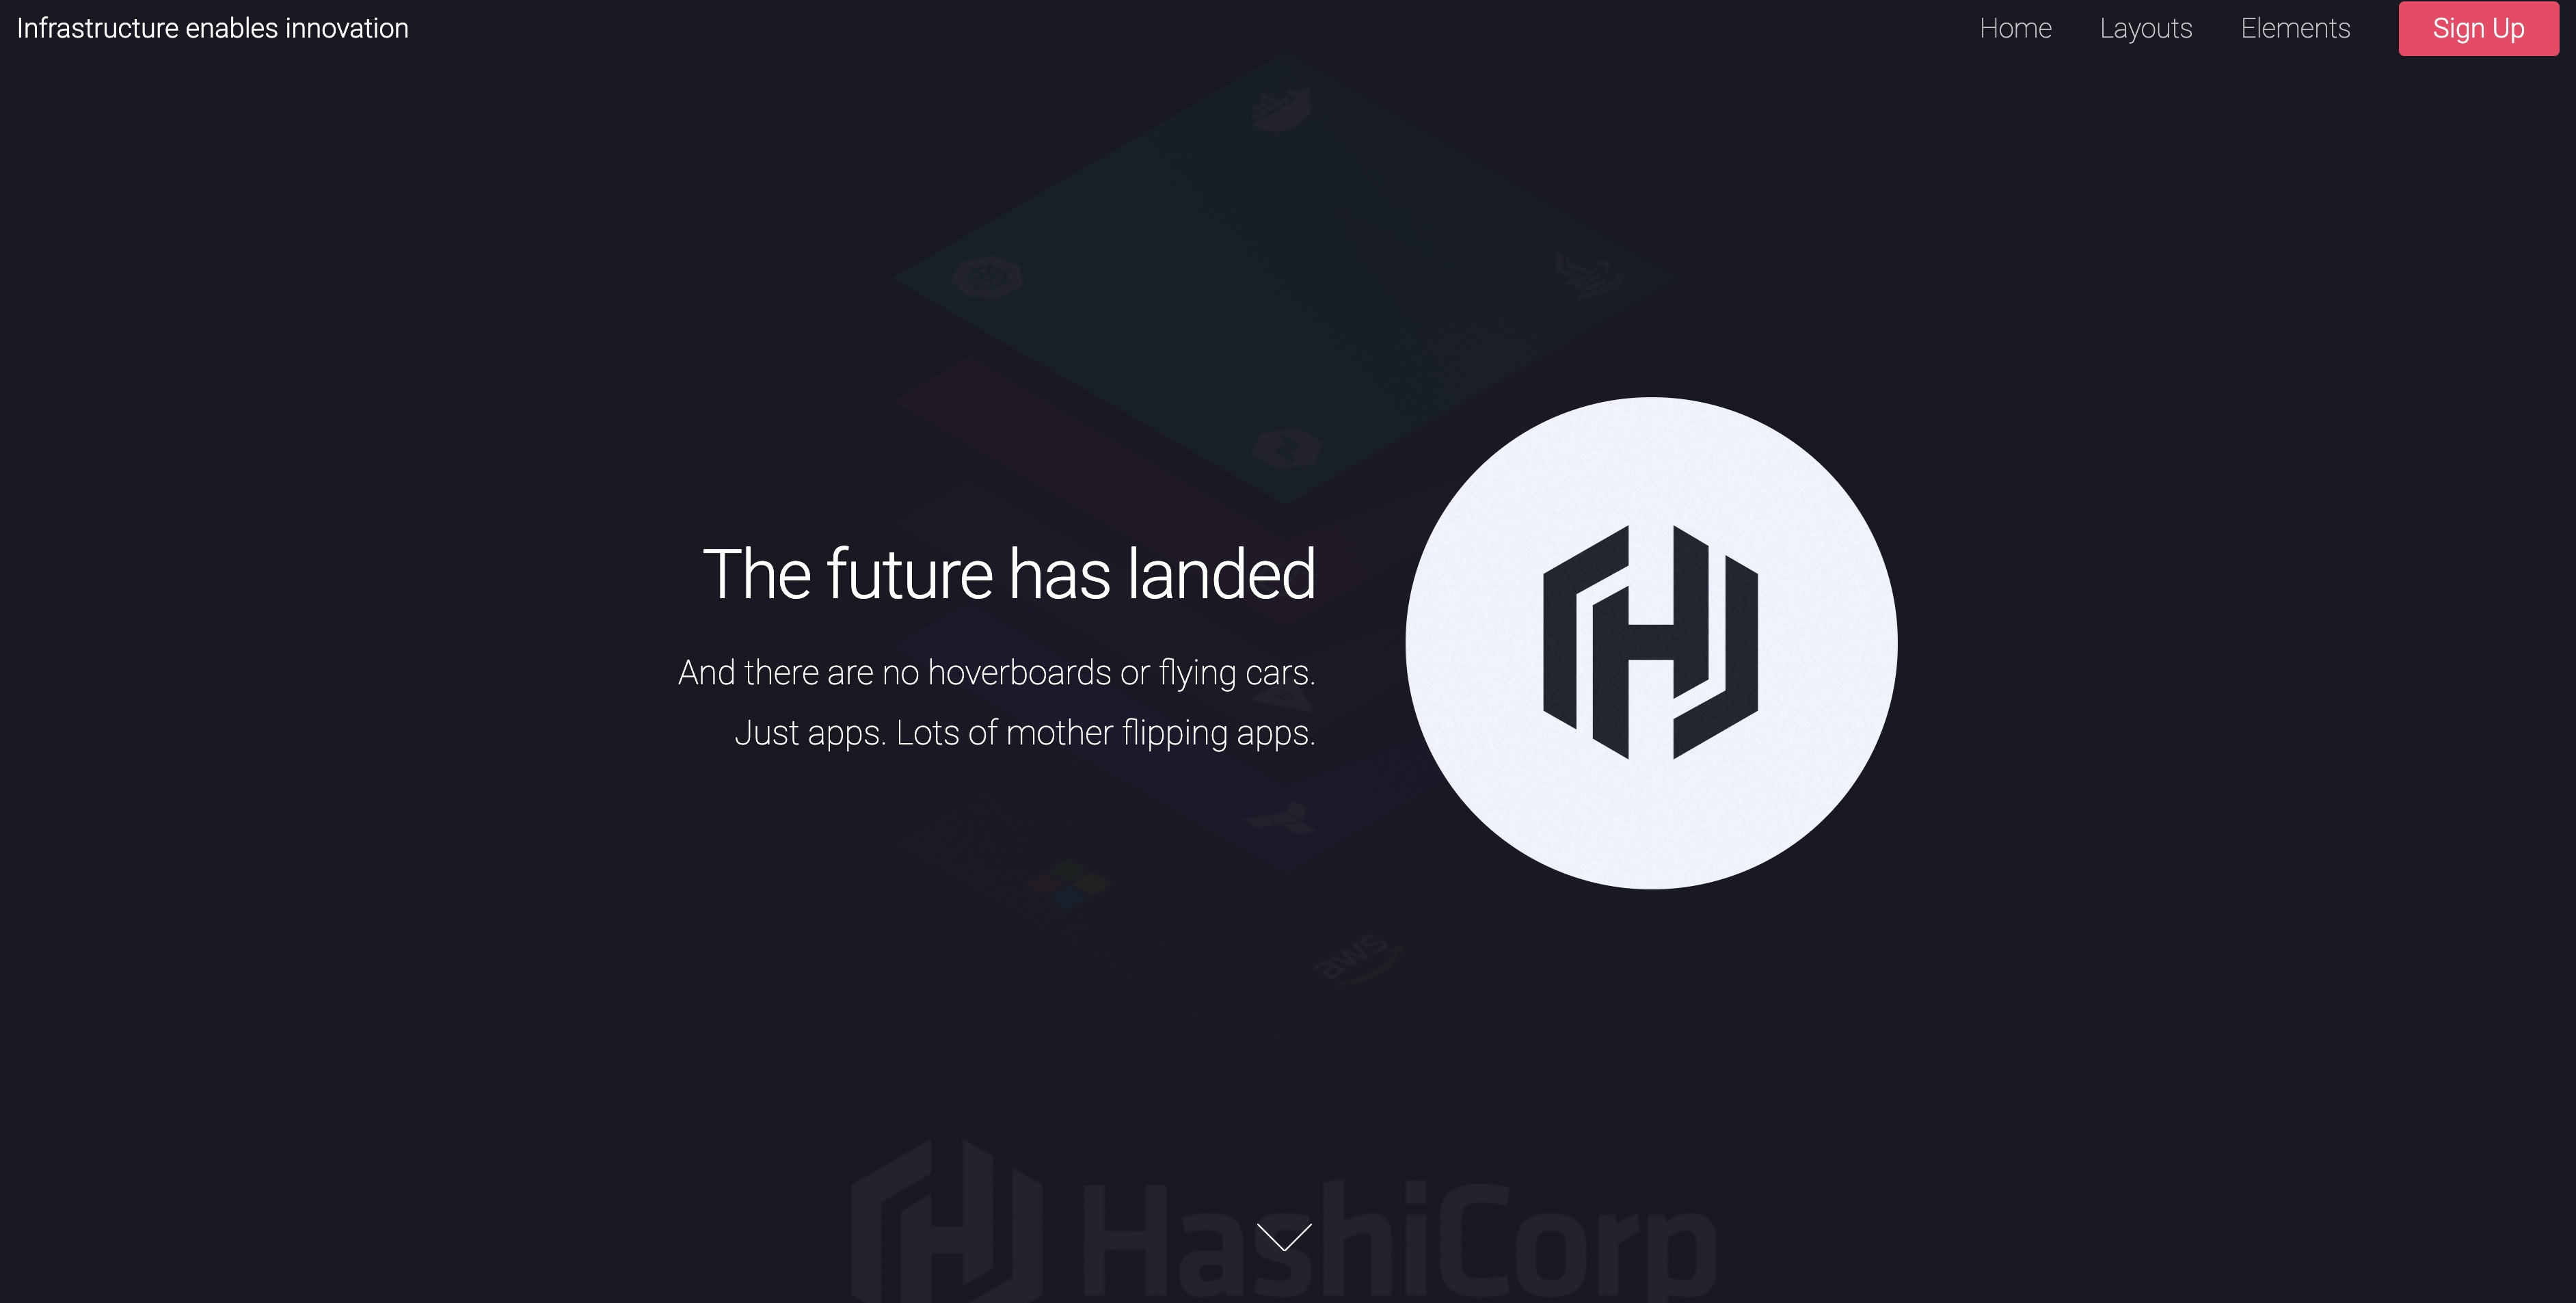 Infrastructure enables innovation
Home
Layouts
Elements
Sign Up
The future has landed
And there are no hoverboards or flying cars.
Just apps. Lots of mother flipping apps.
aws
HashiCorp